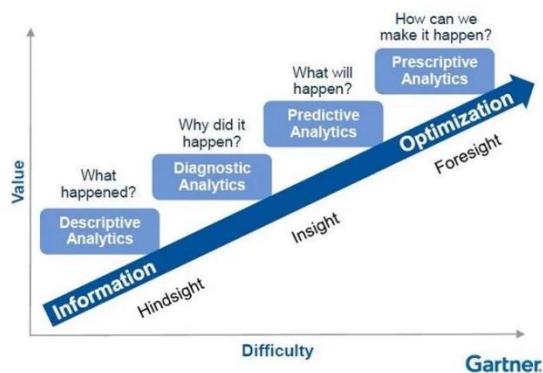 How can we
make it happen?
Prescriptive
Analytics
What will
happen?
Predictive
Analytics
Why did it
happen?
Diagnostic
Analytics
What
happened?
Descriptive
Analytics
Optimization
Information
Foresight
Insight
Hindsight
Value
Difficulty
Gartner